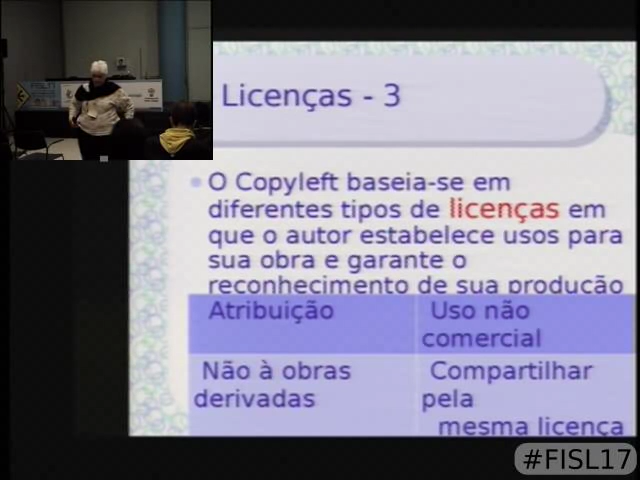 FISL17
Licenças - 3
O Copyleft baseia-se em
diferentes tipos de licenças em
que o autor estabelece usos para
sua obra e garante o
reconhecimento de sua produção
Atribuição
Uso não
comercial
Não à obras
derivadas
Compartilhar
pela
mesma licença
#FISL17